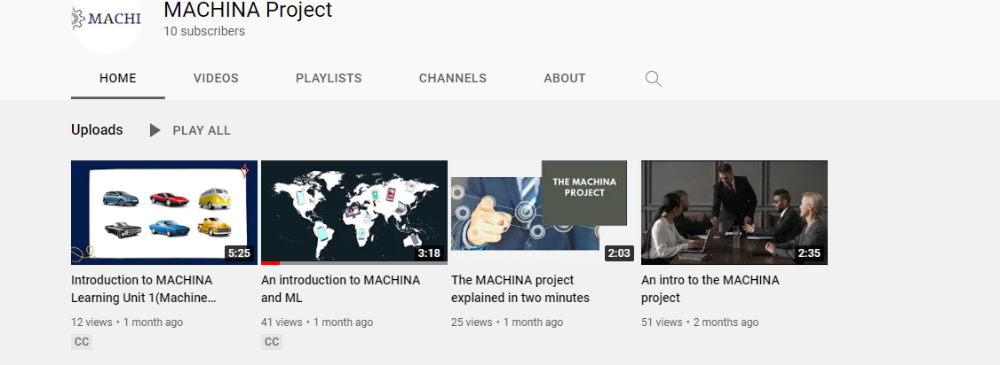 MACHI
MACHINA Project
10 subscribers
HOME VIDEOS PLAYLISTS CHANNELS ABOUT
Uploads PLAY ALL
THE MACHINA
PROJECT
5:25 3:18 2:03 2:35
Introduction to MACHINA
Learning Unit 1(Machine...
12 views • 1 month ago
CC
An introduction to MACHINA
and ML
41 views • 1 month ago
CC
The MACHINA project
explained in two minutes
25 views • 1 month ago
An intro to the MACHINA
project
51 views • 2 months ago